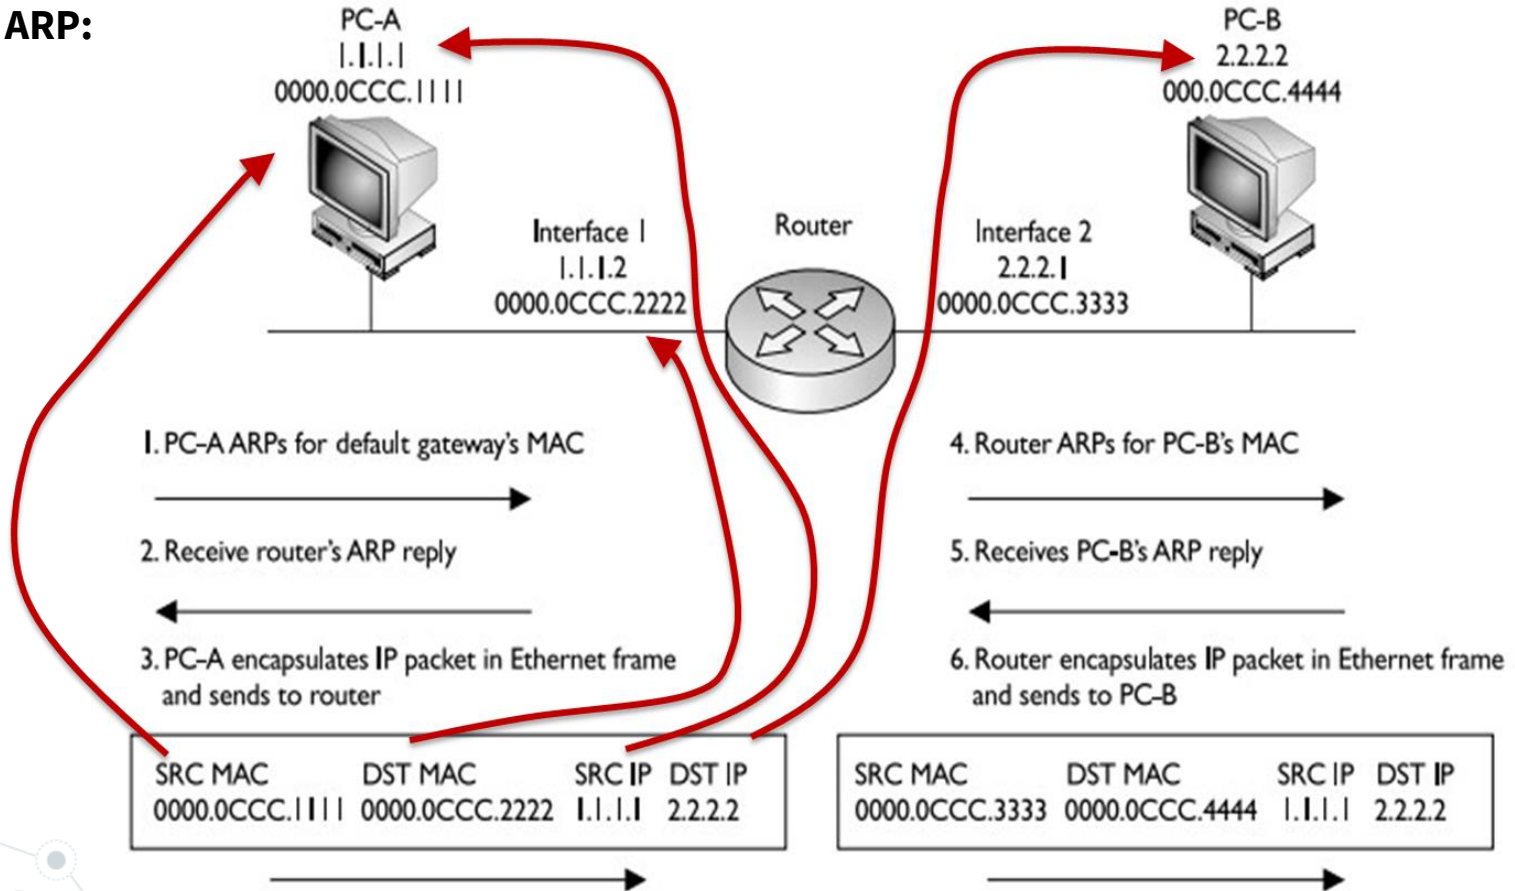 ARP:
PC-A
1.1.1.1
0000.0CCC.1111
PC-B
2.2.2.2
000.0CCC.4444
Interface 1
1.1.1.2
0000.0CCC.2222
Router
Interface 2
2.2.2.1
0000.0CCC.3333
1. PC-A ARPs for default gateway's MAC
2. Receive router's ARP reply
3. PC-A encapsulates IP packet in Ethernet frame
and sends to router
SRC MAC DST MAC SRC IP DST IP
0000.0CCC.1111 0000.0CCC.2222 1.1.1.1 2.2.2.2
4. Router ARPs for PC-B's MAC
5. Receives PC-B's ARP reply
6. Router encapsulates IP packet in Ethernet frame
and sends to PC-B
SRC MAC DST MAC SRC IP DST IP
0000.0CCC.3333 0000.0CCC.4444 1.1.1.1 2.2.2.2